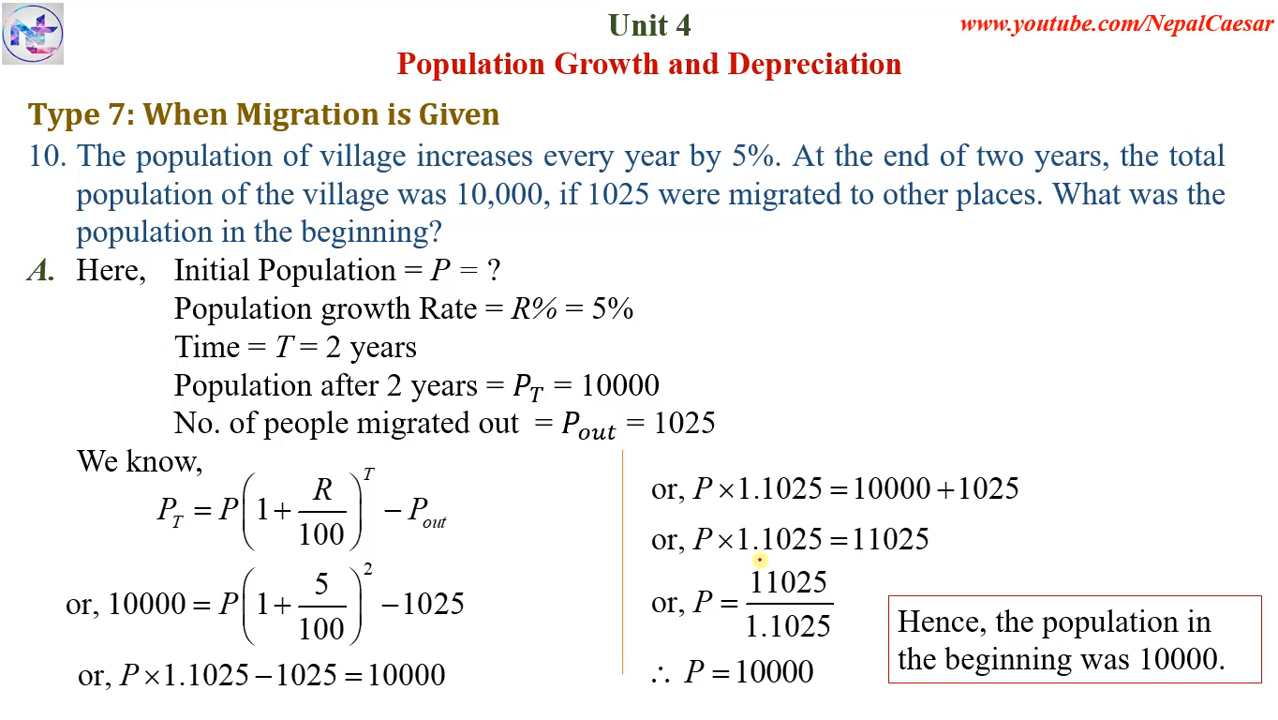 Unit 4
www.youtube.com/NepalCaesar
Population Growth and Depreciation
Type 7: When Migration is Given
10. The population of village increases every year by 5%. At the end of two years, the total
population of the village was 10,000, if 1025 were migrated to other places. What was the
population in the beginning?
A. Here, Initial Population = P = ?
Population growth Rate = R% = 5%
Time = T = 2 years
Population after 2 years = P_T = 10000
No. of people migrated out = P_out = 1025
We know,
P_T = P(1 + R/100)^T − P_out
or, 10000 = P(1 + 5/100)^2 − 1025
or, P × 1.1025 − 1025 = 10000
or, P × 1.1025 = 10000 + 1025
or, P × 1.1025 = 11025
or, P = 11025/1.1025
∴ P = 10000
Hence, the population in
the beginning was 10000.